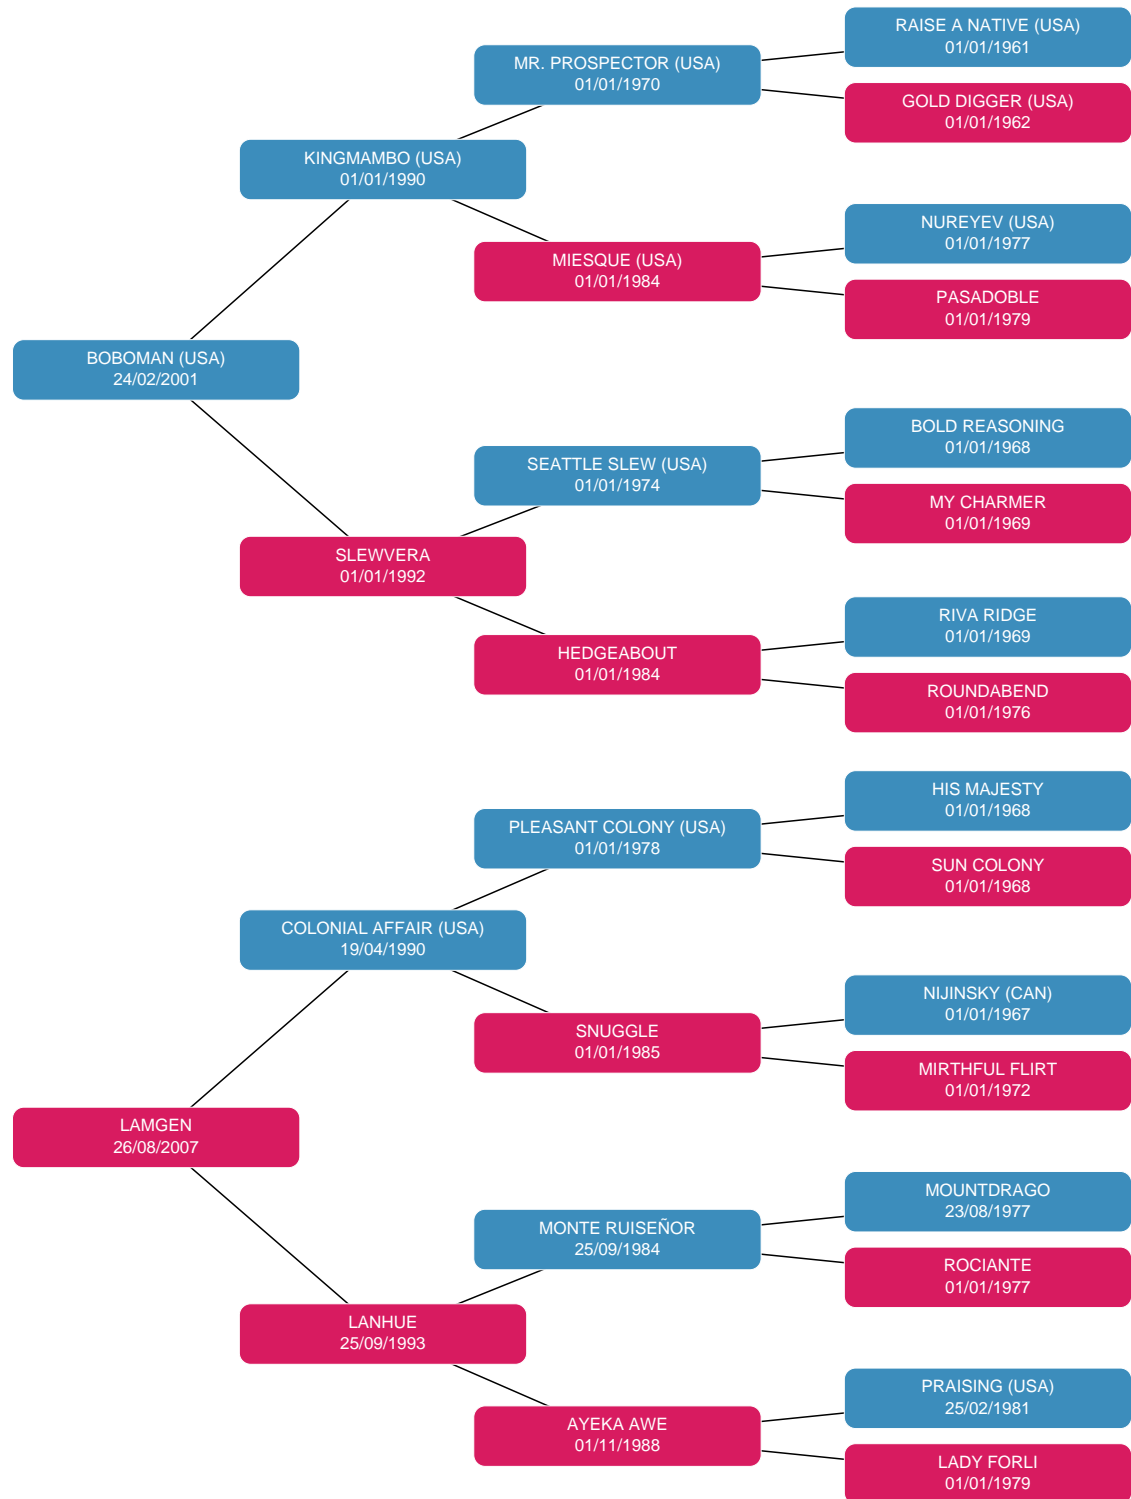 RAISE A NATIVE (USA)
01/01/1961
MR. PROSPECTOR (USA)
01/01/1970
GOLD DIGGER (USA)
01/01/1962
KINGMAMBO (USA)
01/01/1990
NUREYEV (USA)
01/01/1977
MIESQUE (USA)
01/01/1984
PASADOBLE
01/01/1979
BOBOMAN (USA)
24/02/2001
BOLD REASONING
01/01/1968
SEATTLE SLEW (USA)
01/01/1974
MY CHARMER
01/01/1969
SLEWVERA
01/01/1992
RIVA RIDGE
01/01/1969
HEDGEABOUT
01/01/1984
ROUNDABEND
01/01/1976
HIS MAJESTY
01/01/1968
PLEASANT COLONY (USA)
01/01/1978
SUN COLONY
01/01/1968
COLONIAL AFFAIR (USA)
19/04/1990
NIJINSKY (CAN)
01/01/1967
SNUGGLE
01/01/1985
MIRTHFUL FLIRT
01/01/1972
LAMGEN
26/08/2007
MOUNTDRAGO
23/08/1977
MONTE RUISEÑOR
25/09/1984
ROCIANTE
01/01/1977
LANHUE
25/09/1993
PRAISING (USA)
25/02/1981
AYEKA AWE
01/11/1988
LADY FORLI
01/01/1979